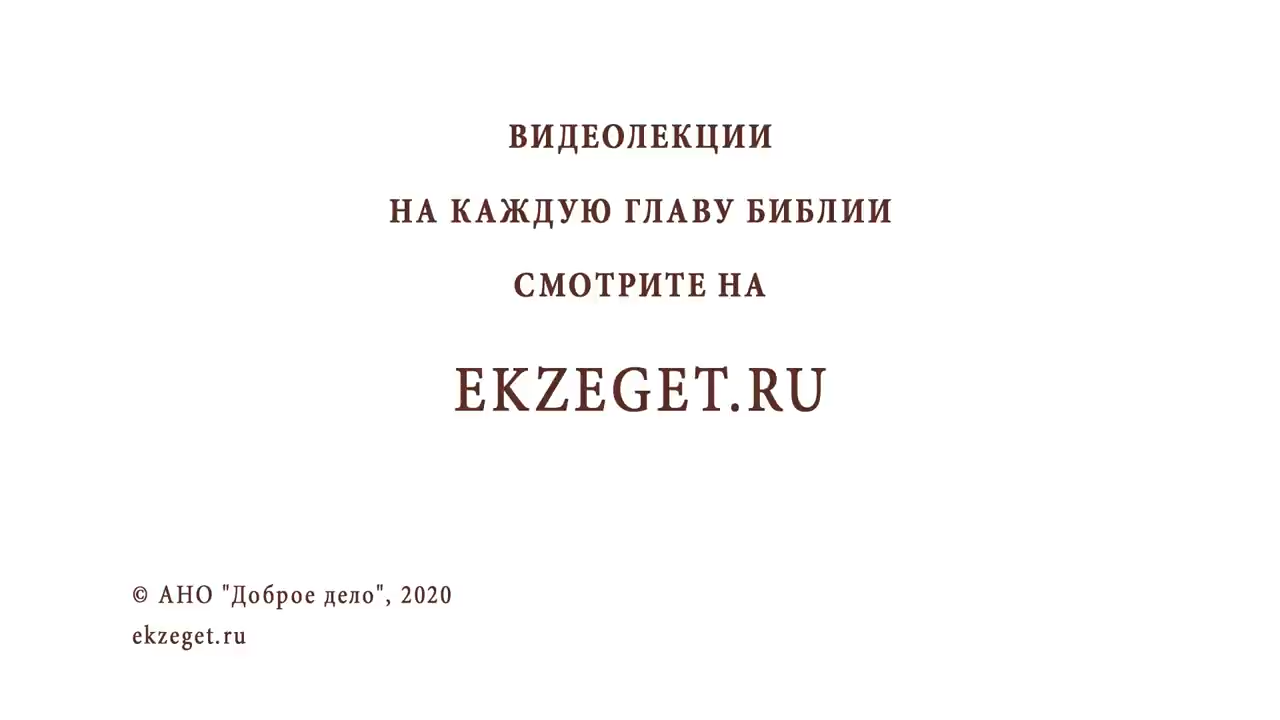 ВИДЕОЛЕКЦИИ
НА КАЖДУЮ ГЛАВУ БИБЛИИ
СМОТРИТЕ НА
EKZEGET.RU
© АНО "Доброе дело", 2020
ekzeget.ru